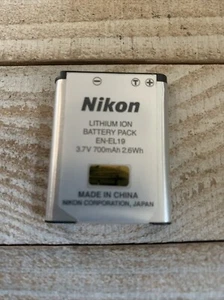 Nikon
LITHIUM ION
BATTERY PACK
EN-EL19
3.7V 700mAh 2.6Wh
MADE IN CHINA
NIKON CORPORATION, JAPAN